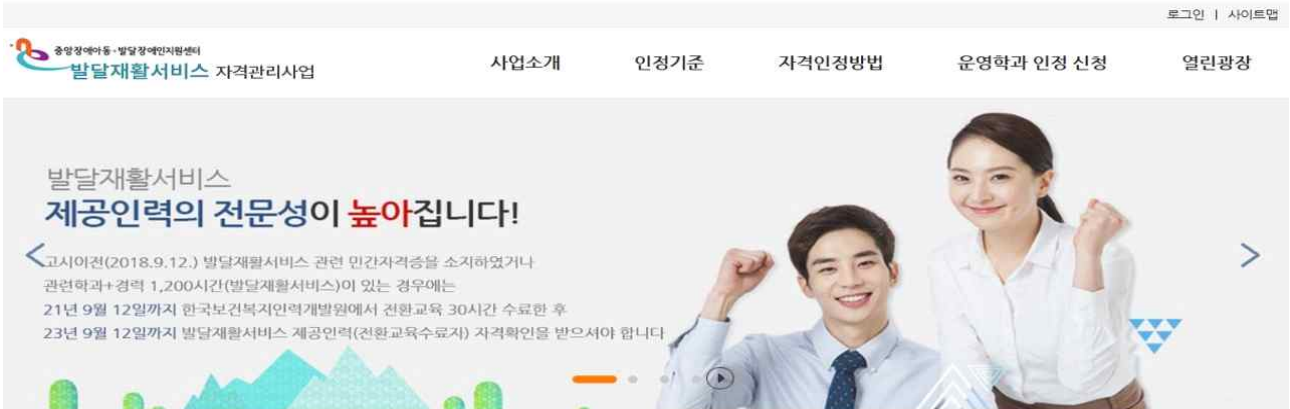 로그인 | 사이트맵
중앙장애아동·발달장애인지원센터
발달재활서비스 자격관리사업
사업소개 인정기준 자격인정방법 운영학과 인정 신청 열린광장
발달재활서비스
제공인력의 전문성이 높아집니다!
고시이전(2018.9.12.) 발달재활서비스 관련 민간자격증을 소지하였거나
관련학과+경력 1,200시간(발달재활서비스)이 있는 경우에는
21년 9월 12일까지 한국보건복지인력개발원에서 전환교육 30시간 수료한 후
23년 9월 12일까지 발달재활서비스 제공인력(전환교육수료자) 자격확인을 받으셔야 합니다